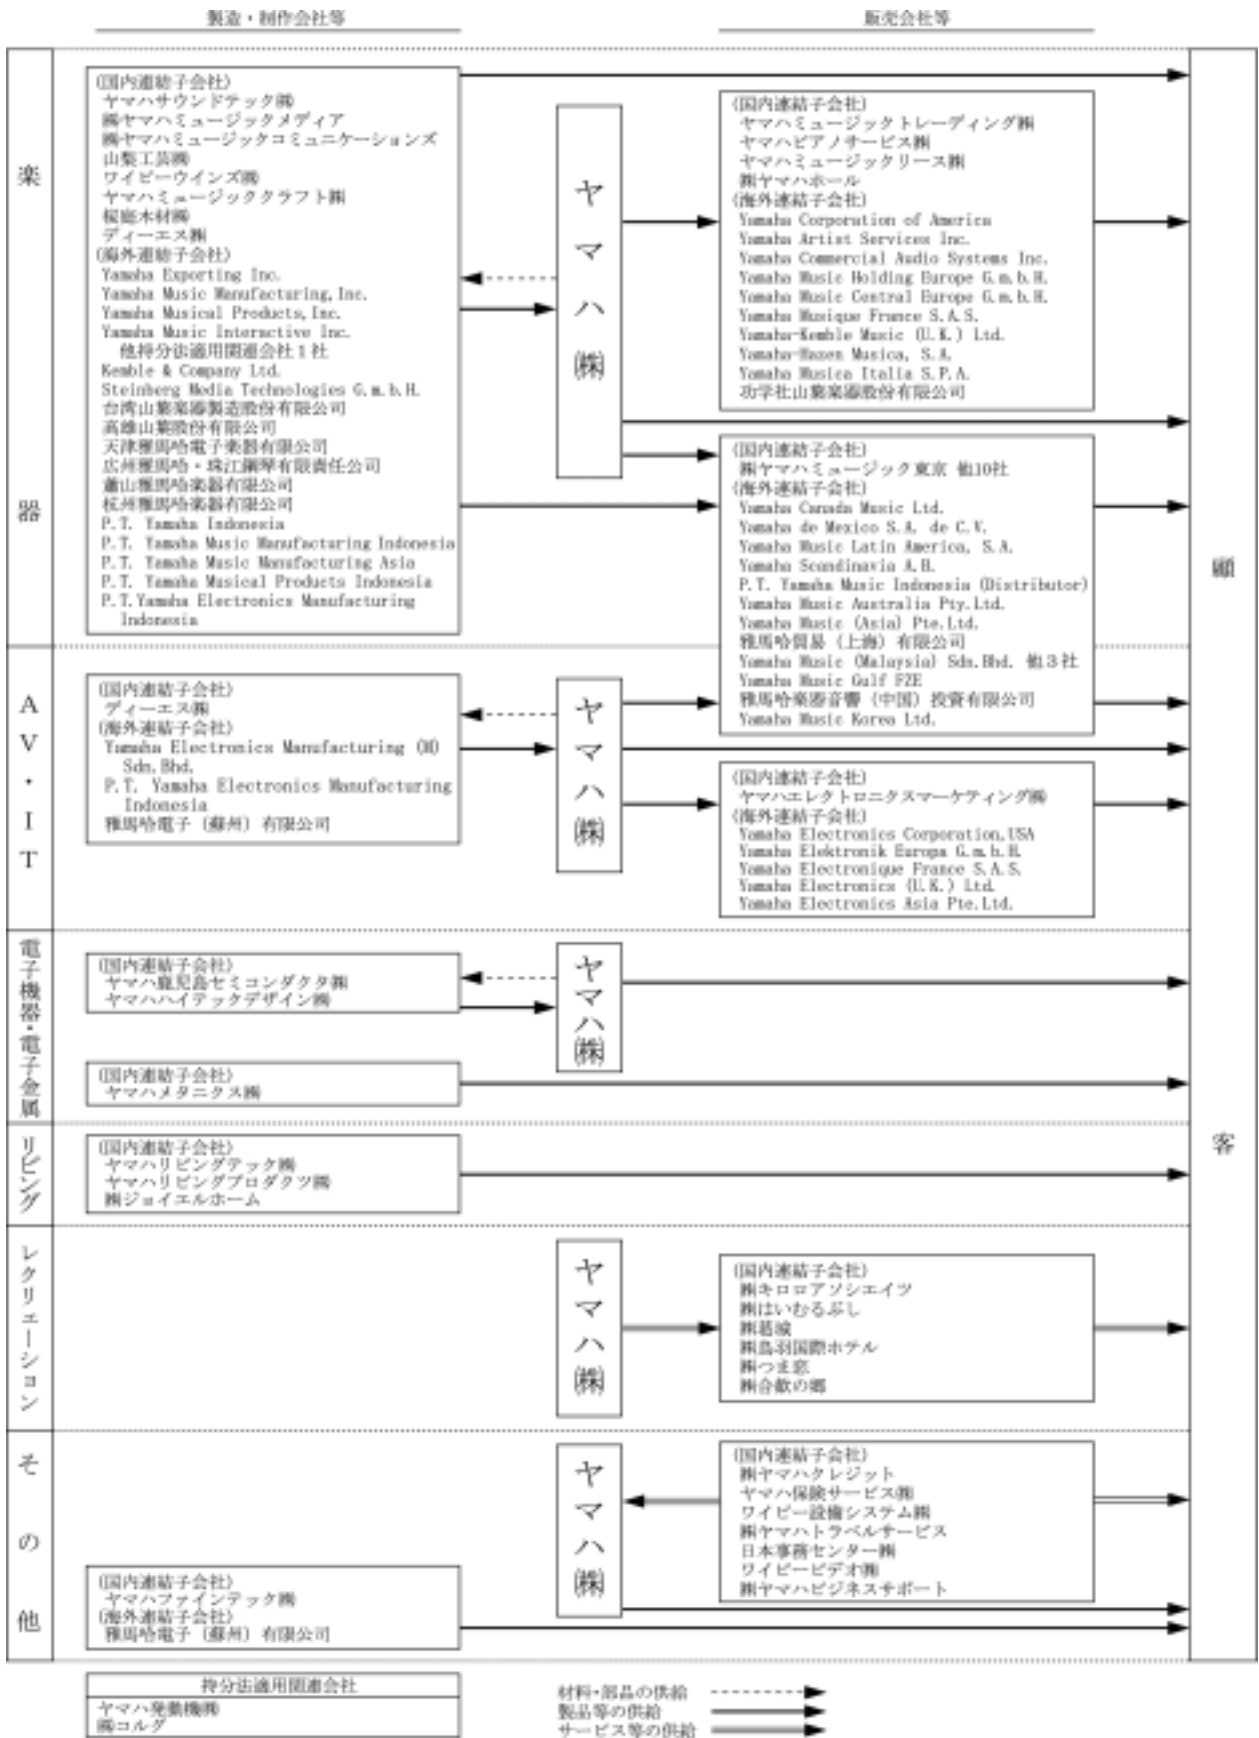 製造・制作会社等
販売会社等
楽器
(国内連結子会社)
ヤマハサウンドテック㈱
㈱ヤマハミュージックメディア
㈱ヤマハミュージックコミュニケーションズ
山梨工芸㈱
ワイピーウインズ㈱
ヤマハミュージッククラフト㈱
桜庭木材㈱
ディーエス㈱
(海外連結子会社)
Yamaha Exporting Inc.
Yamaha Music Manufacturing,Inc.
Yamaha Musical Products,Inc.
Yamaha Music Interactive Inc.
他持分法適用関連会社1社
Kemble & Company Ltd.
Steinberg Media Technologies G.m.b.H.
台湾山葉楽器製造股份有限公司
高雄山葉股份有限公司
天津雅馬哈電子楽器有限公司
広州雅馬哈・珠江鋼琴有限責任公司
蕭山雅馬哈楽器有限公司
杭州雅馬哈楽器有限公司
P.T. Yamaha Indonesia
P.T. Yamaha Music Manufacturing Indonesia
P.T. Yamaha Music Manufacturing Asia
P.T. Yamaha Musical Products Indonesia
P.T.Yamaha Electronics Manufacturing
Indonesia
ヤマハ㈱
(国内連結子会社)
ヤマハミュージックトレーディング㈱
ヤマハピアノサービス㈱
ヤマハミュージックリース㈱
㈱ヤマハホール
(海外連結子会社)
Yamaha Corporation of America
Yamaha Artist Services Inc.
Yamaha Commercial Audio Systems Inc.
Yamaha Music Holding Europe G.m.b.H.
Yamaha Music Central Europe G.m.b.H.
Yamaha Musique France S.A.S.
Yamaha-Kemble Music (U.K.) Ltd.
Yamaha-Hazen Musica, S.A.
Yamaha Musica Italia S.P.A.
功学社山葉楽器股份有限公司
(国内連結子会社)
㈱ヤマハミュージック東京 他10社
(海外連結子会社)
Yamaha Canada Music Ltd.
Yamaha de Mexico S.A. de C.V.
Yamaha Music Latin America, S.A.
Yamaha Scandinavia A.B.
P.T. Yamaha Music Indonesia (Distributor)
Yamaha Music Australia Pty.Ltd.
Yamaha Music (Asia) Pte.Ltd.
雅馬哈貿易(上海)有限公司
Yamaha Music (Malaysia) Sdn.Bhd. 他3社
Yamaha Music Gulf FZE
雅馬哈楽器音響(中国)投資有限公司
Yamaha Music Korea Ltd.
顧客
AV・IT
(国内連結子会社)
ディーエス㈱
(海外連結子会社)
Yamaha Electronics Manufacturing (M)
Sdn.Bhd.
P.T. Yamaha Electronics Manufacturing
Indonesia
雅馬哈電子(蘇州)有限公司
ヤマハ㈱
(国内連結子会社)
ヤマハエレクトロニクスマーケティング㈱
(海外連結子会社)
Yamaha Electronics Corporation,USA
Yamaha Elektronik Europa G.m.b.H.
Yamaha Electronique France S.A.S.
Yamaha Electronics (U.K.) Ltd.
Yamaha Electronics Asia Pte.Ltd.
電子機器・電子金属
(国内連結子会社)
ヤマハ鹿児島セミコンダクタ㈱
ヤマハハイテックデザイン㈱
ヤマハ㈱
(国内連結子会社)
ヤマハメタニクス㈱
リビング
(国内連結子会社)
ヤマハリビングテック㈱
ヤマハリビングプロダクツ㈱
㈱ジョイエルホーム
レクリエーション
ヤマハ㈱
(国内連結子会社)
㈱キロロアソシエイツ
㈱はいむるぶし
㈱葛城
㈱鳥羽国際ホテル
㈱つま恋
㈱合歓の郷
その他
ヤマハ㈱
(国内連結子会社)
㈱ヤマハクレジット
ヤマハ保険サービス㈱
ワイピー設備システム㈱
㈱ヤマハトラベルサービス
日本事務センター㈱
ワイピービデオ㈱
㈱ヤマハビジネスサポート
(国内連結子会社)
ヤマハファインテック㈱
(海外連結子会社)
雅馬哈電子(蘇州)有限公司
持分法適用関連会社
ヤマハ発動機㈱
㈱コルグ
材料・部品の供給
製品等の供給
サービス等の供給